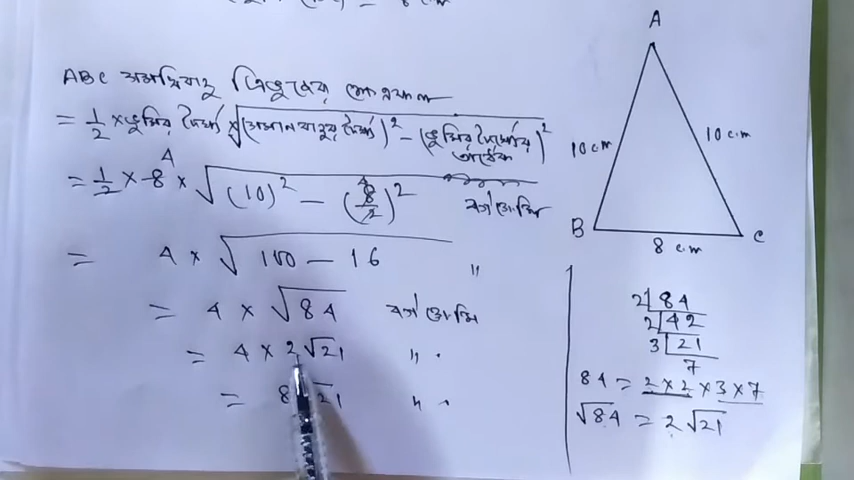 ABC সমদ্বিবাহু ত্রিভুজের ক্ষেত্রফল
= 1/2 × ভূমির দৈর্ঘ্য × √(সমান বাহুর দৈর্ঘ্য)² − (ভূমির দৈর্ঘ্যের অর্ধেক)²
= 1/2 × 8 4 × √(10)² − (8/2 4)² বর্গ সেমি
= 4 × √100 − 16 "
= 4 × √84 বর্গ সেমি
= 4 × 2√21 "
= 8√21 "
A
10 cm
10 cm
B
C
8 cm
2 84
2 42
3 21
7
84 = 2 × 2 × 3 × 7
√84 = 2 √21